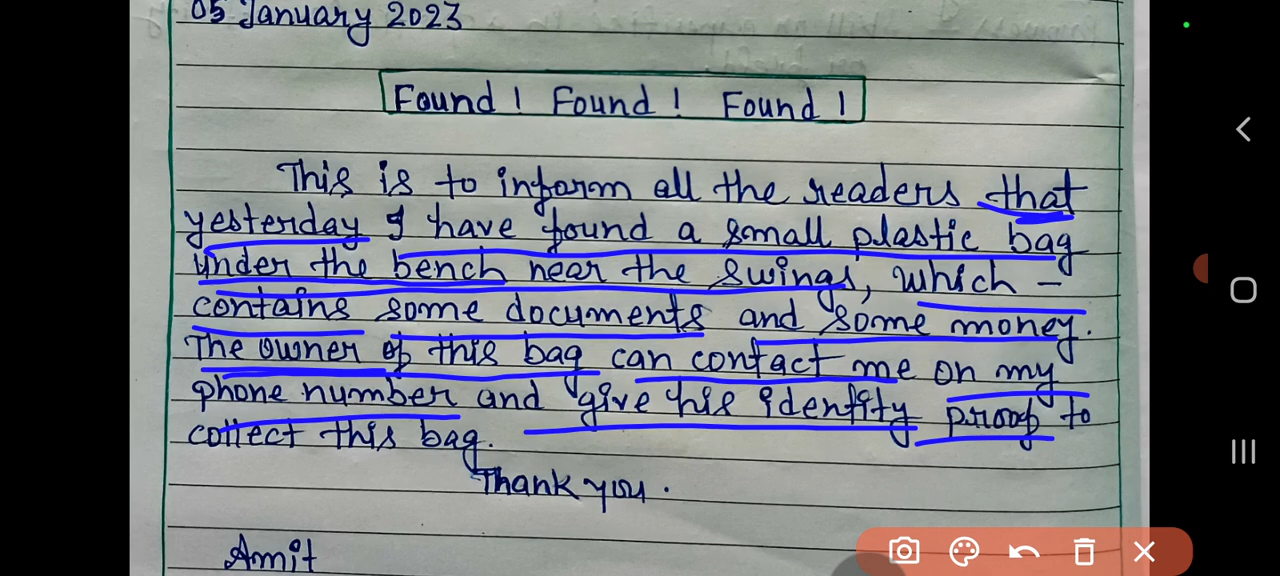 05 January 2023
Found! Found! Found!
This is to inform all the readers that
yesterday I have found a small plastic bag
under the bench near the swings, which -
contains some documents and some money.
The owner of this bag can contact me on my
phone number and give his identity proof to
collect this bag.
Thank you.
Amit